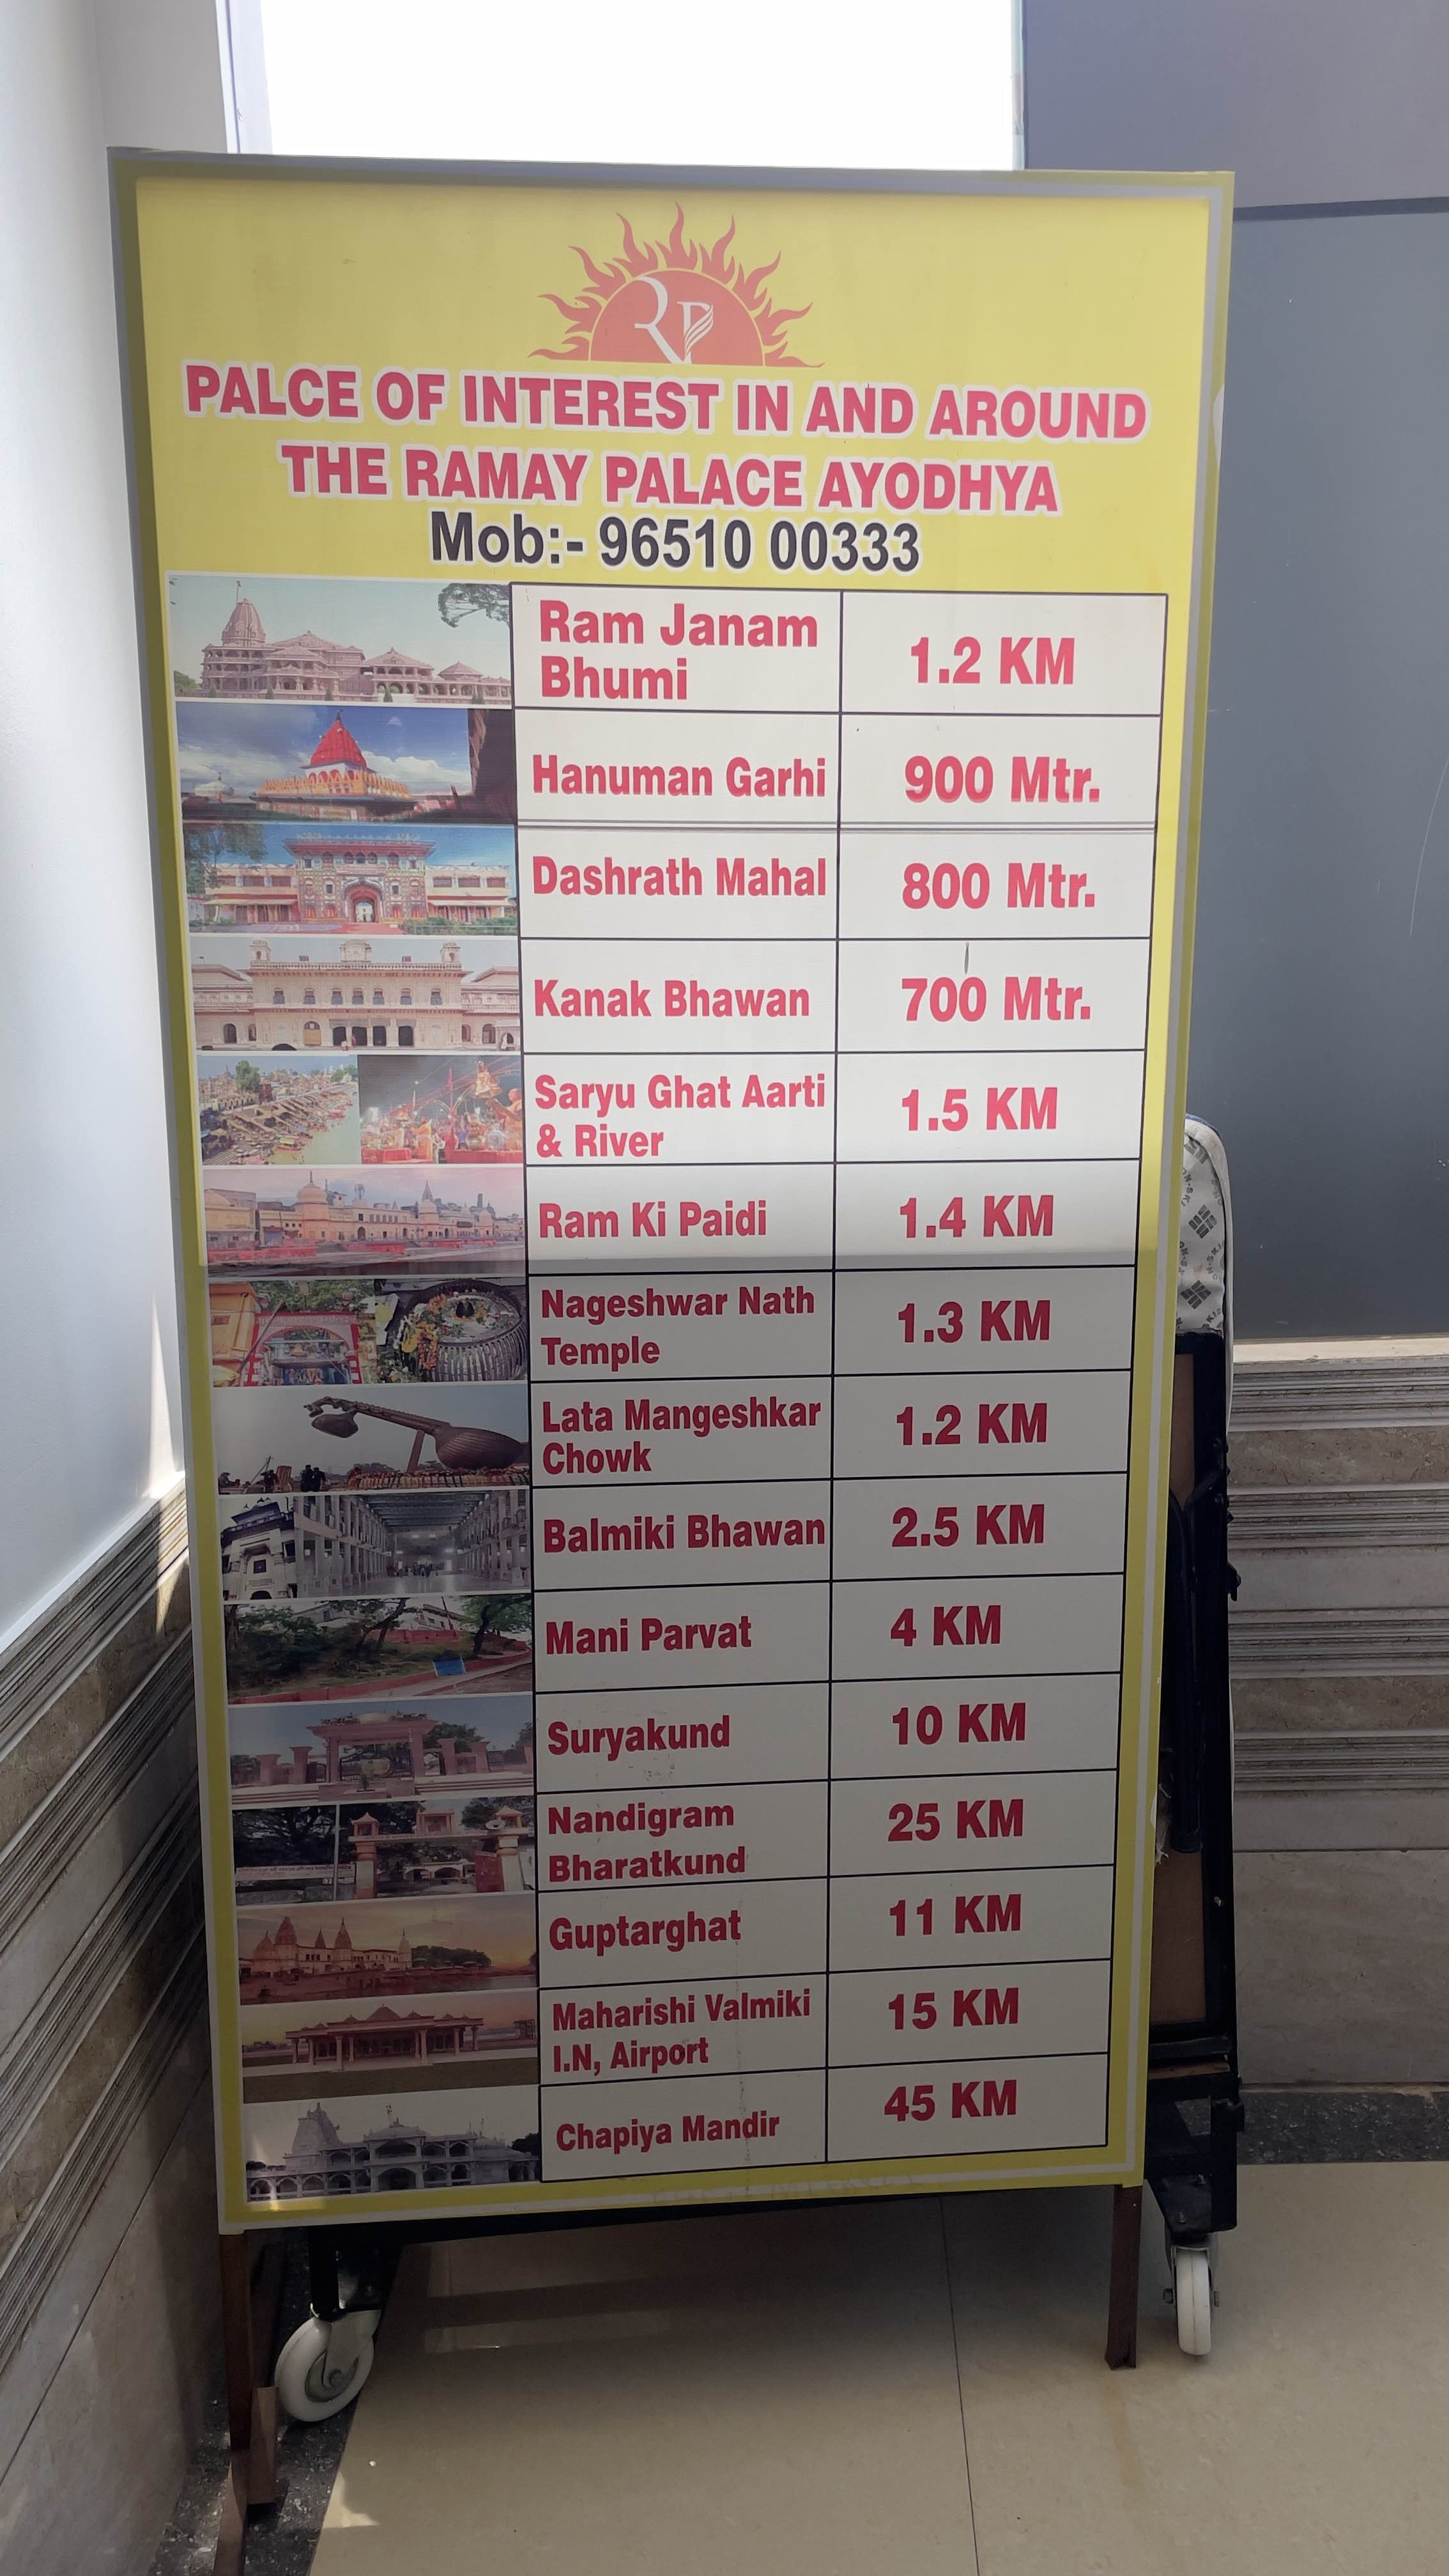 RP
PALCE OF INTEREST IN AND AROUND
THE RAMAY PALACE AYODHYA
Mob:- 96510 00333
Ram Janam
Bhumi
1.2 KM
Hanuman Garhi
900 Mtr.
Dashrath Mahal
800 Mtr.
Kanak Bhawan
700 Mtr.
Saryu Ghat Aarti
& River
1.5 KM
Ram Ki Paidi
1.4 KM
Nageshwar Nath
Temple
1.3 KM
Lata Mangeshkar
Chowk
1.2 KM
Balmiki Bhawan
2.5 KM
Mani Parvat
4 KM
Suryakund
10 KM
Nandigram
Bharatkund
25 KM
Guptarghat
11 KM
Maharishi Valmiki
I.N, Airport
15 KM
Chapiya Mandir
45 KM